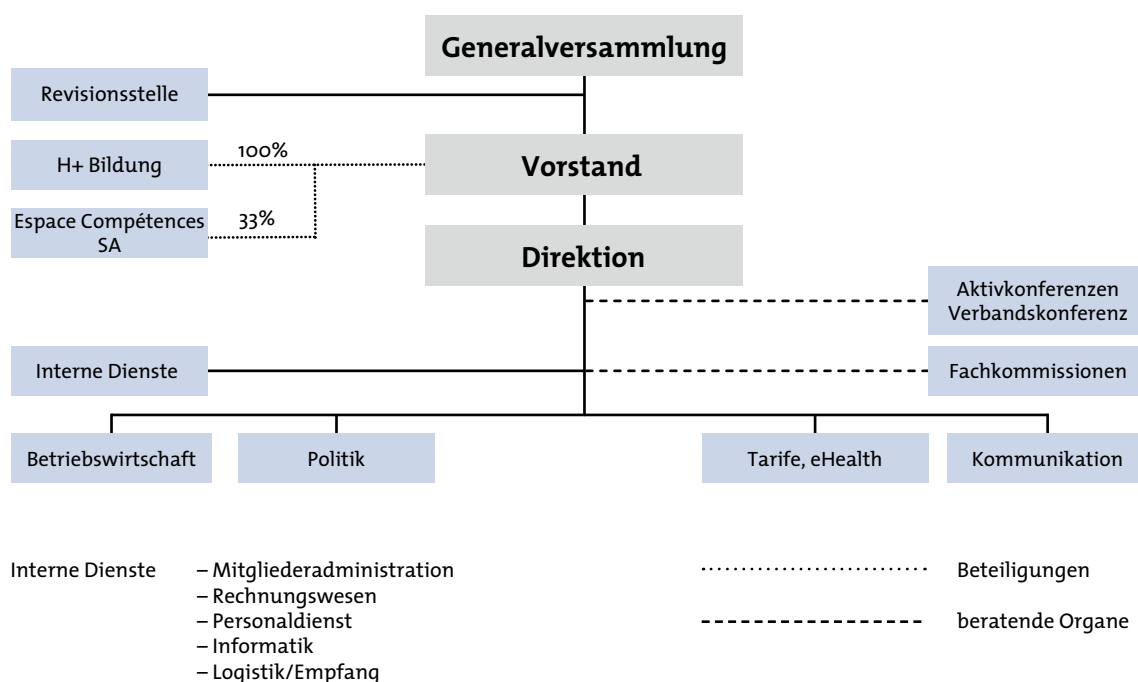 Generalversammlung
Revisionsstelle
H+ Bildung
100%
Vorstand
Espace Compétences
SA
33%
Direktion
Aktivkonferenzen
Verbandskonferenz
Interne Dienste
Fachkommissionen
Betriebswirtschaft
Politik
Tarife, eHealth
Kommunikation
Interne Dienste
– Mitgliederadministration
– Rechnungswesen
– Personaldienst
– Informatik
– Logistik/Empfang
Beteiligungen
beratende Organe